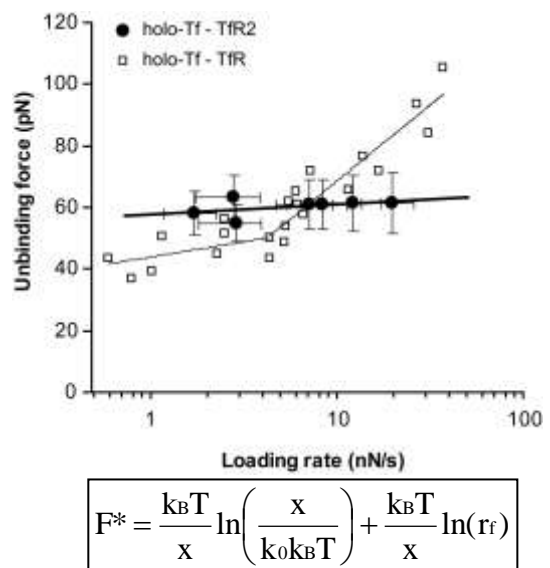 holo-Tf - TfR2
holo-Tf - TfR
Unbinding force (pN)
120
100
80
60
40
20
0
1
10
100
Loading rate (nN/s)
F* = kBT/x ln(x/k0kBT) + kBT/x ln(rf)